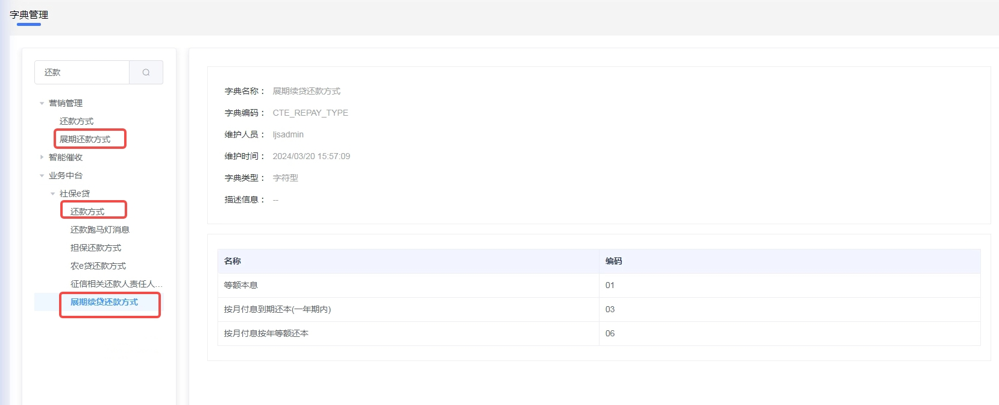 字典管理
还款
营销管理
还款方式
展期还款方式
智能催收
业务中台
社保e贷
还款方式
还款跑马灯消息
担保还款方式
农e贷还款方式
征信相关还款人责任人...
展期续贷还款方式
字典名称： 展期续贷还款方式
字典编码： CTE_REPAY_TYPE
维护人员： ljsadmin
维护时间： 2024/03/20 15:57:09
字典类型： 字符型
描述信息： --
名称 编码
等额本息 01
按月付息到期还本(一年期内) 03
按月付息按年等额还本 06